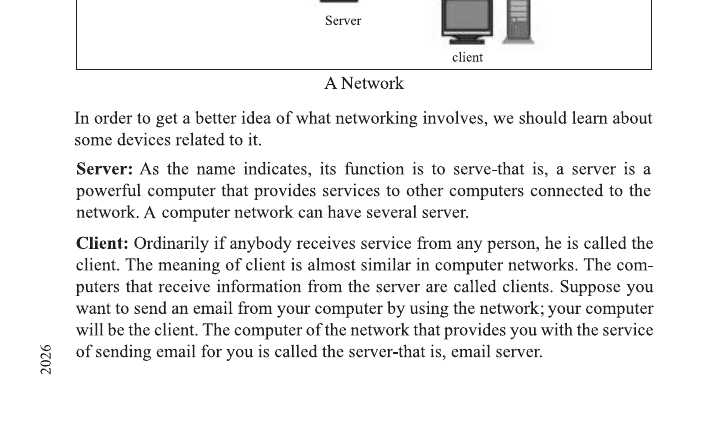 Server
client
A Network
In order to get a better idea of what networking involves, we should learn about
some devices related to it.
Server: As the name indicates, its function is to serve-that is, a server is a
powerful computer that provides services to other computers connected to the
network. A computer network can have several server.
Client: Ordinarily if anybody receives service from any person, he is called the
client. The meaning of client is almost similar in computer networks. The com-
puters that receive information from the server are called clients. Suppose you
want to send an email from your computer by using the network; your computer
will be the client. The computer of the network that provides you with the service
of sending email for you is called the server-that is, email server.
2026